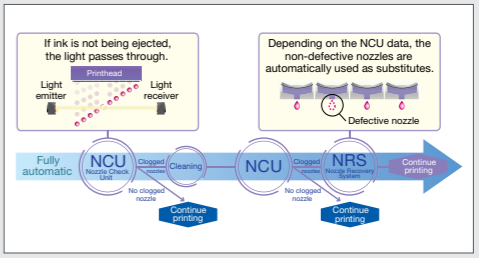 If ink is not being ejected,
the light passes through.
Printhead
Light
emitter
Light
receiver
Depending on the NCU data, the
non-defective nozzles are
automatically used as substitutes.
Defective nozzle
Fully
automatic
NCU
Nozzle Check
Unit
Clogged
nozzles
Cleaning
No clogged
nozzle
Continue
printing
NCU
Clogged
nozzles
NRS
Nozzle Recovery
System
No clogged
nozzle
Continue
printing
Continue
printing